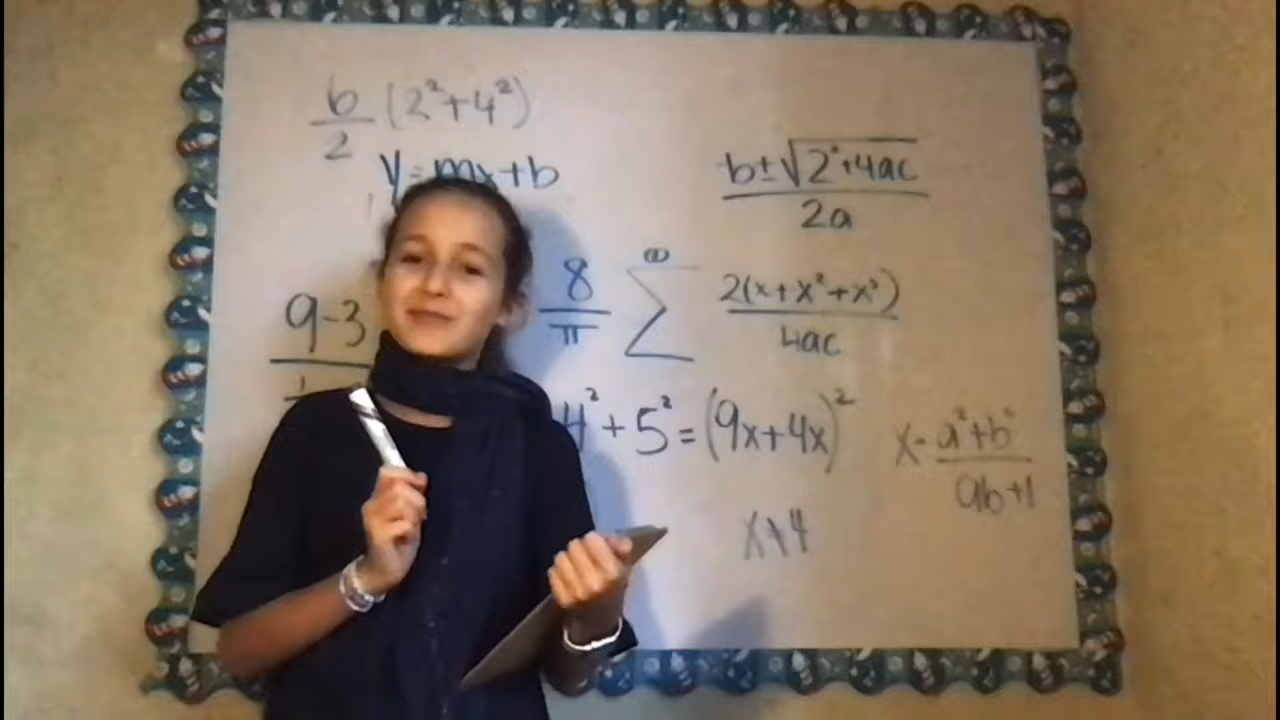 b/2 (2²+4²)
y=mx+b
b±√2²+4ac / 2a
9-3
8/π ∑ ∞ 2(x+x²+x³) / 4ac
4²+5²=(9x+4x)²
x- a²+b² / ab+1
x+4